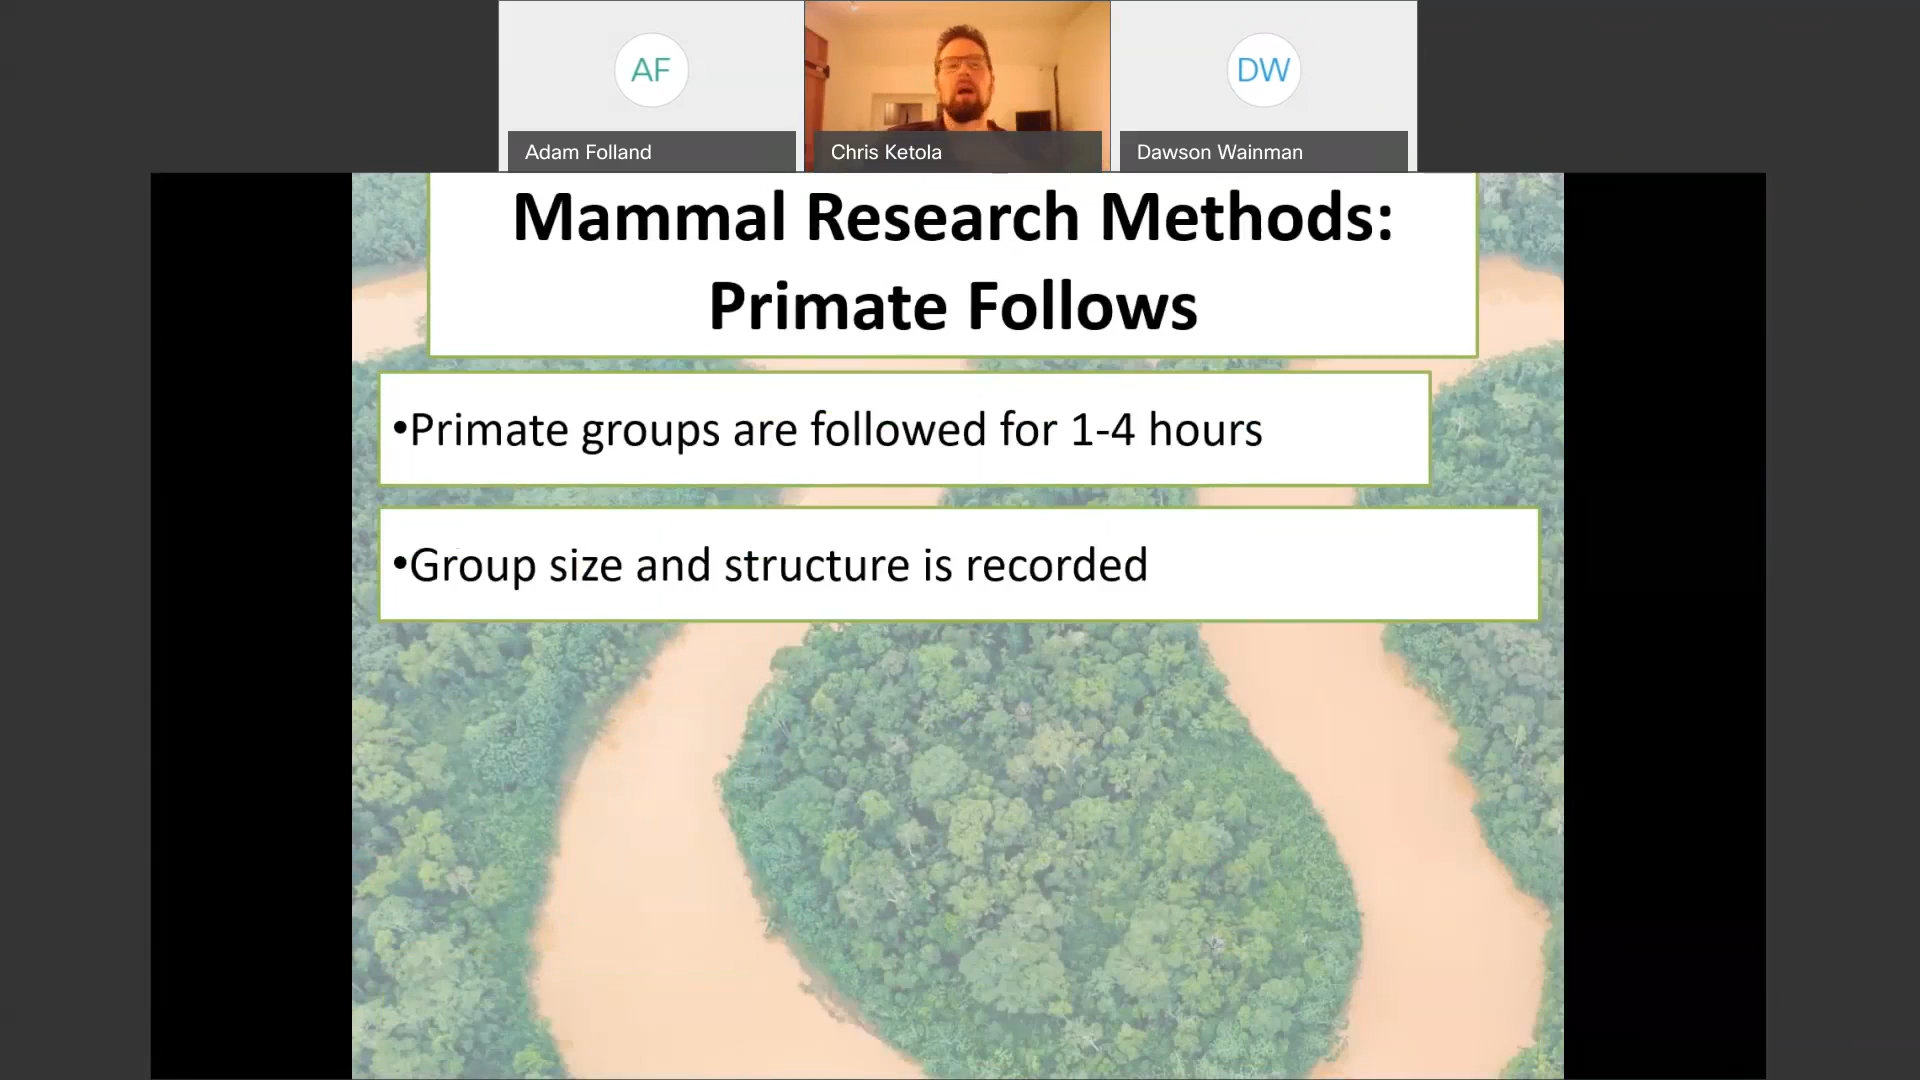 AF
DW
Adam Folland
Chris Ketola
Dawson Wainman
Mammal Research Methods:
Primate Follows
•Primate groups are followed for 1-4 hours
•Group size and structure is recorded